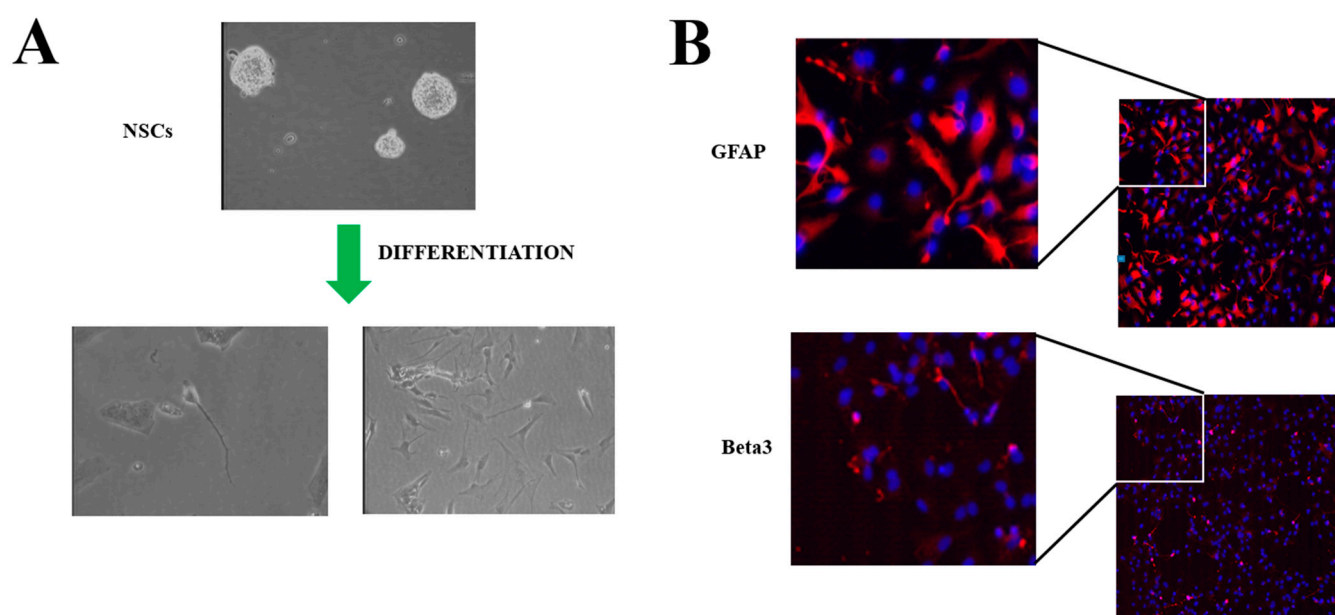 A
NSCs
DIFFERENTIATION
B
GFAP
Beta3